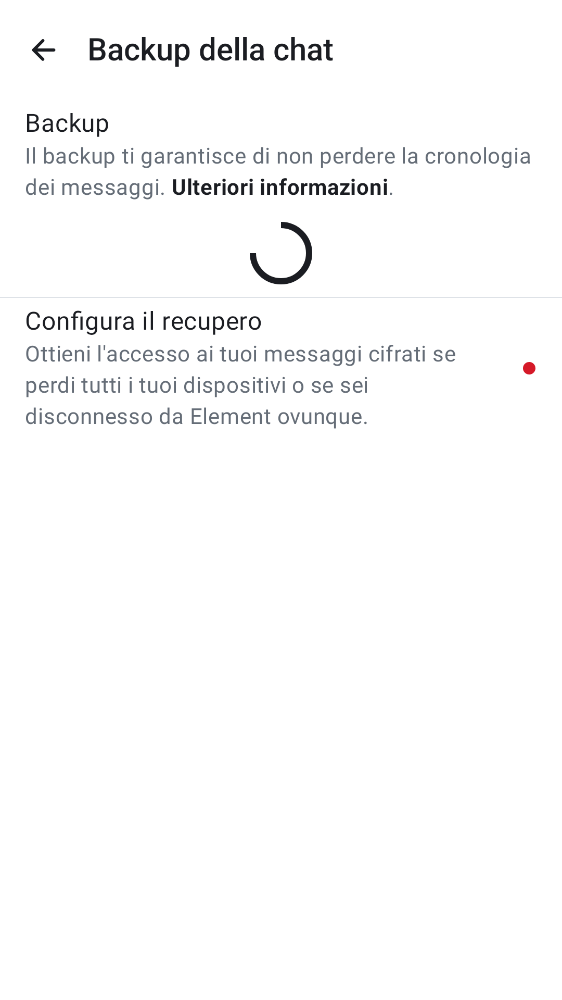 Backup della chat
Backup
Il backup ti garantisce di non perdere la cronologia
dei messaggi. Ulteriori informazioni.
Configura il recupero
Ottieni l'accesso ai tuoi messaggi cifrati se
perdi tutti i tuoi dispositivi o se sei
disconnesso da Element ovunque.